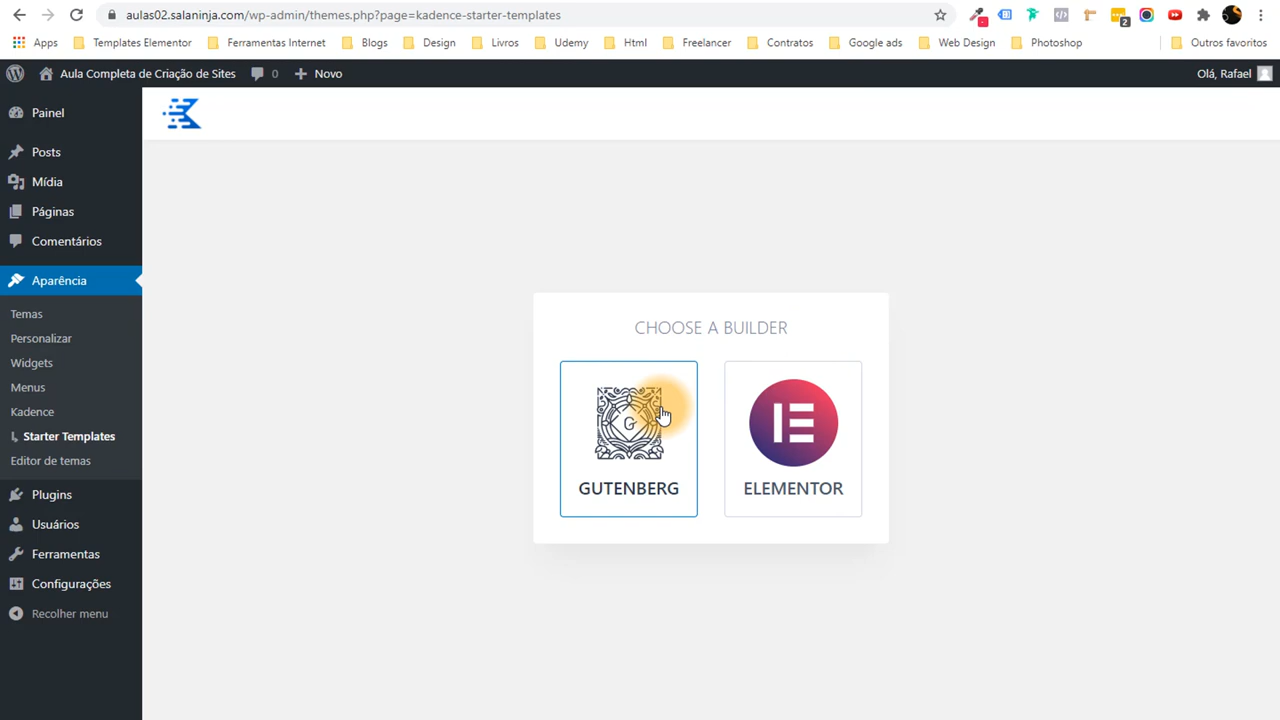 aulas02.salaninja.com/wp-admin/themes.php?page=kadence-starter-templates
2
Apps Templates Elementor Ferramentas Internet Blogs Design Livros Udemy Html Freelancer Contratos Google ads Web Design Photoshop Outros favoritos
Aula Completa de Criação de Sites 0 Novo Olá, Rafael
Painel
Posts
Mídia
Páginas
Comentários
Aparência
Temas
Personalizar
Widgets
Menus
Kadence
Starter Templates
Editor de temas
Plugins
Usuários
Ferramentas
Configurações
Recolher menu
CHOOSE A BUILDER
G
GUTENBERG ELEMENTOR